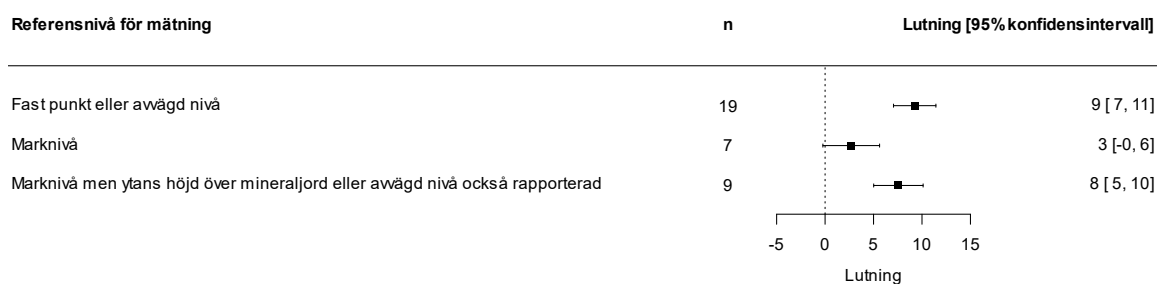 Referensnivå för mätning n Lutning [95% konfidensintervall]
Fast punkt eller avvägd nivå 19 9 [ 7, 11]
Marknivå 7 3 [-0, 6]
Marknivå men ytans höjd över mineraljord eller avvägd nivå också rapporterad 9 8 [ 5, 10]
-5 0 5 10 15
Lutning